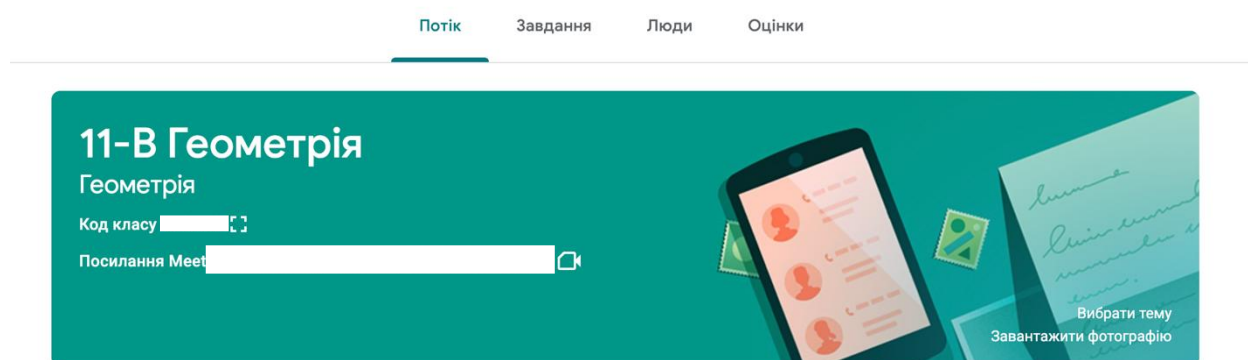 Потік Завдання Люди Оцінки
11-В Геометрія
Геометрія
Код класу
Посилання Meet
Вибрати тему
Завантажити фотографію